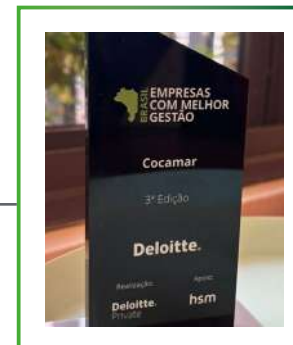 BRASIL
EMPRESAS
COM MELHOR
GESTÃO
Cocamar
3ª Edição
Deloitte.
Realização
Apoio
Deloitte.
Private
hsm